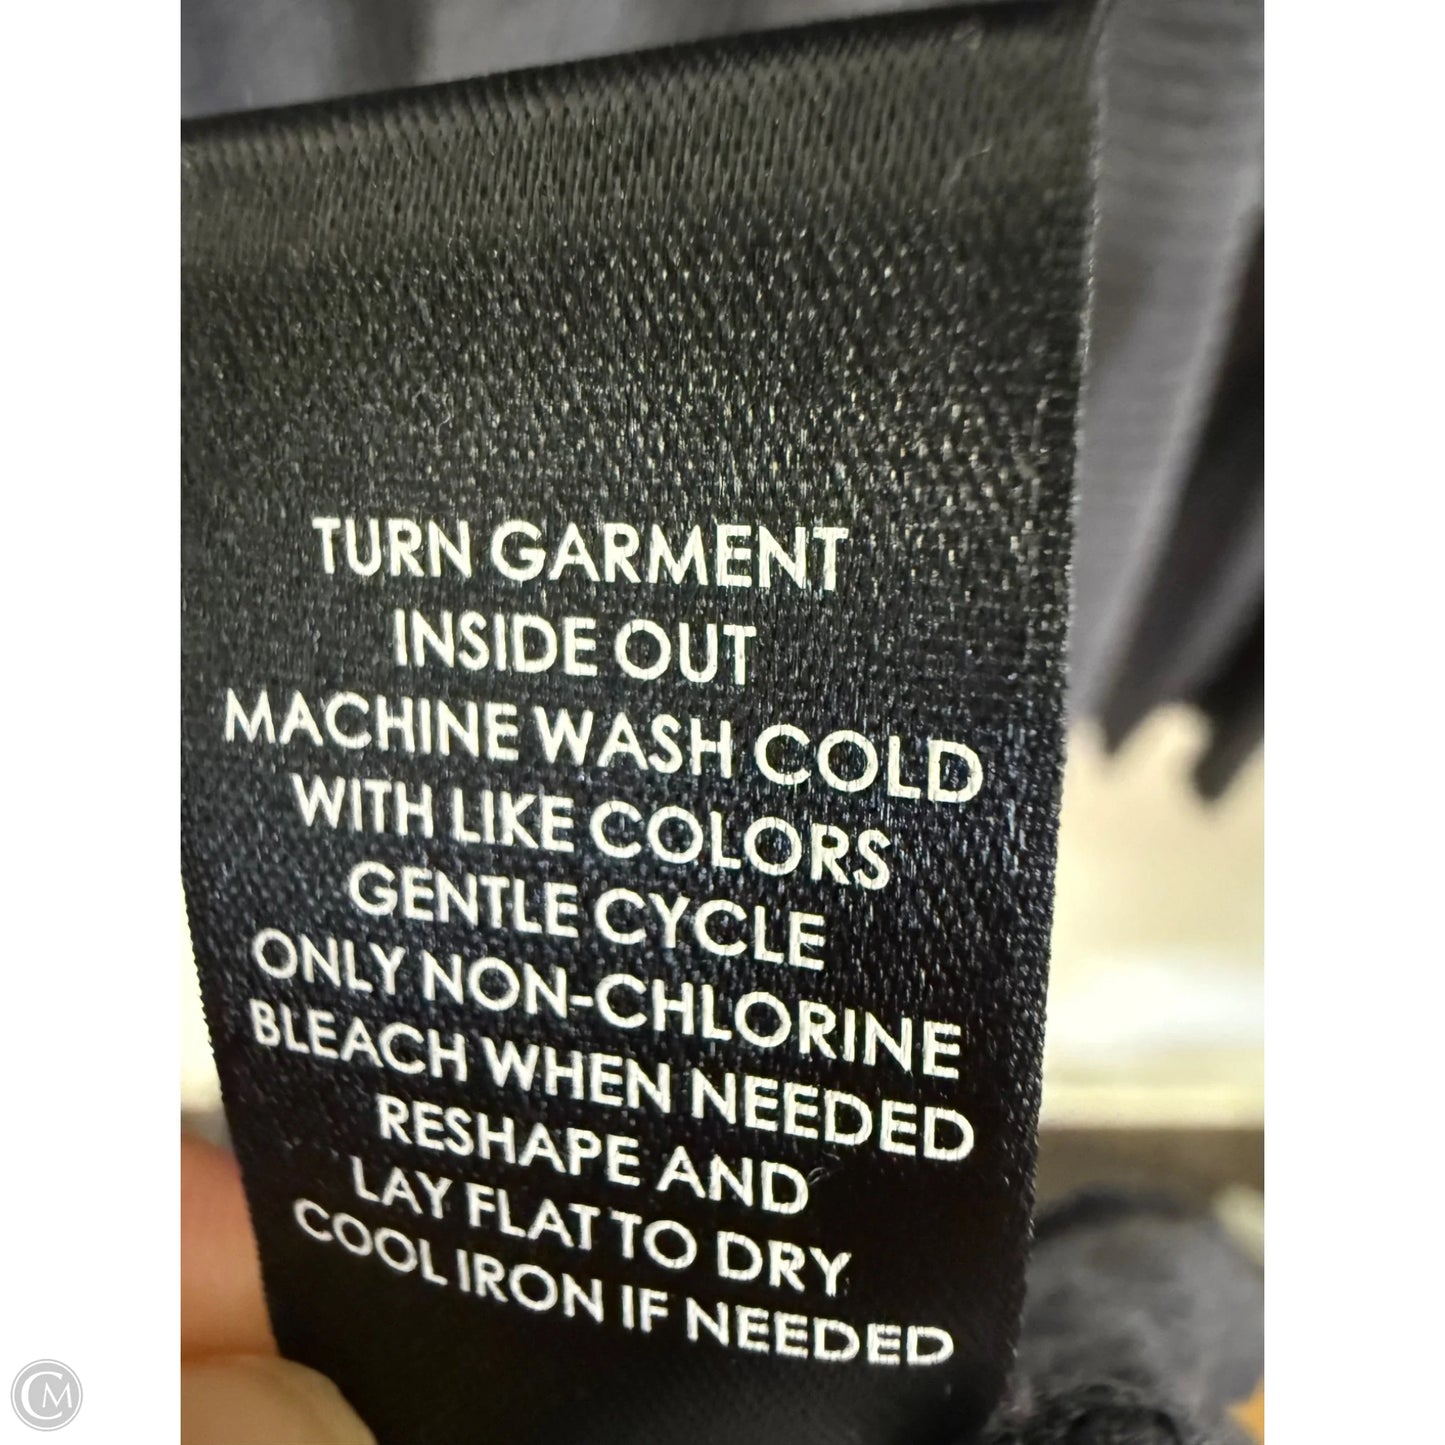 TURN GARMENT
INSIDE OUT
MACHINE WASH COLD
WITH LIKE COLORS
GENTLE CYCLE
ONLY NON-CHLORINE
BLEACH WHEN NEEDED
RESHAPE AND
LAY FLAT TO DRY
COOL IRON IF NEEDED
CM